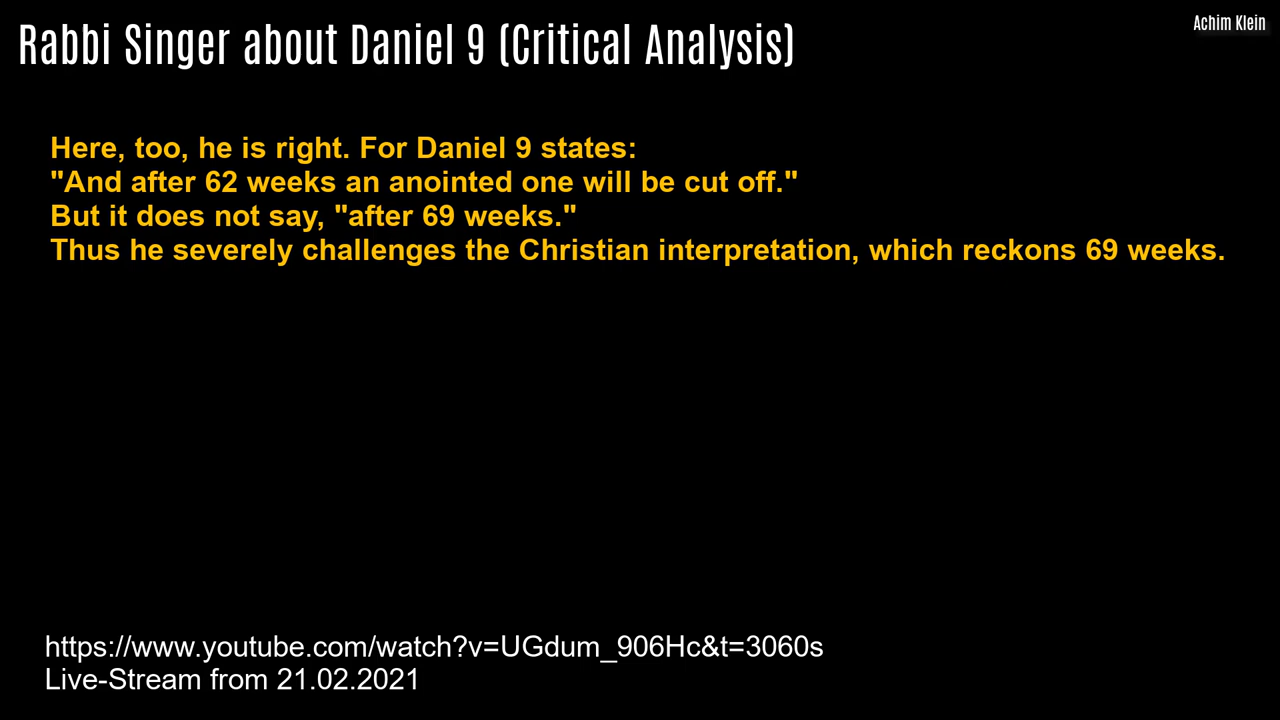 Rabbi Singer about Daniel 9 (Critical Analysis)
Achim Klein
Here, too, he is right. For Daniel 9 states:
"And after 62 weeks an anointed one will be cut off."
But it does not say, "after 69 weeks."
Thus he severely challenges the Christian interpretation, which reckons 69 weeks.
https://www.youtube.com/watch?v=UGdum_906Hc&t=3060s
Live-Stream from 21.02.2021